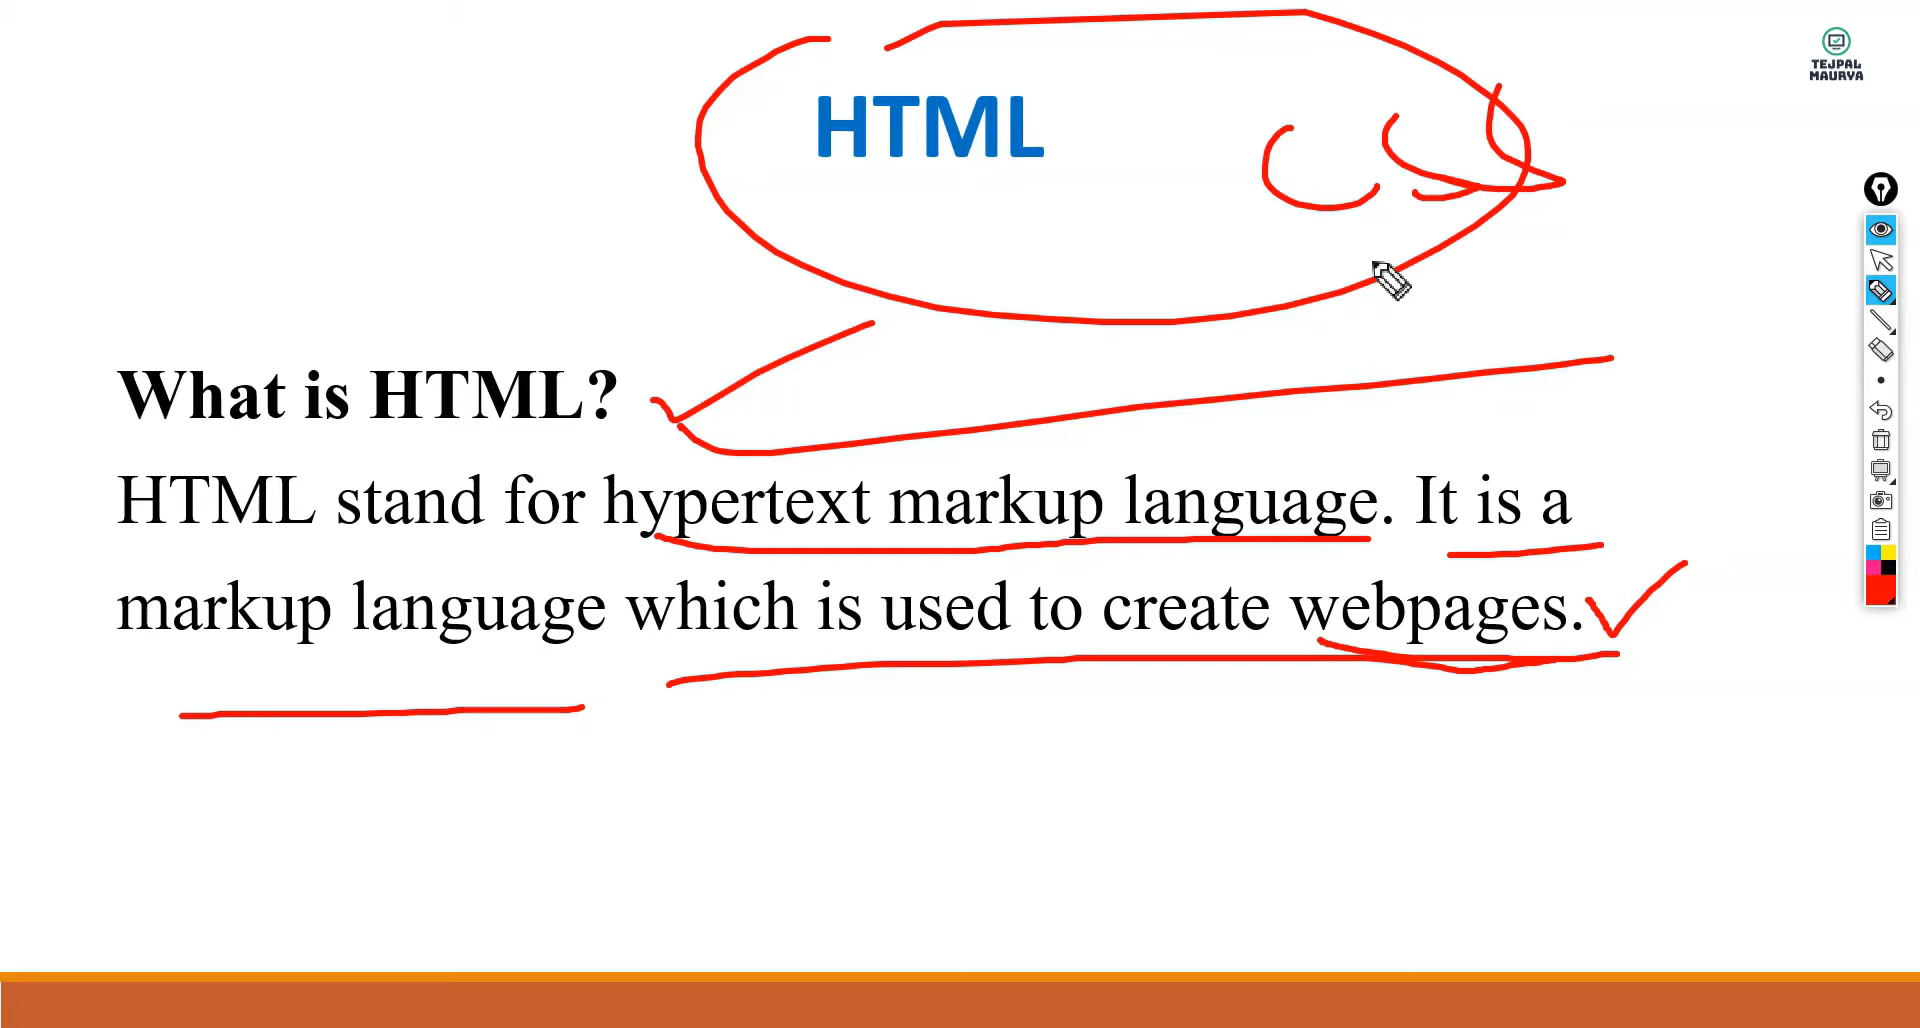 HTML
TEJPAL
MAURYA
What is HTML?
HTML stand for hypertext markup language. It is a
markup language which is used to create webpages.